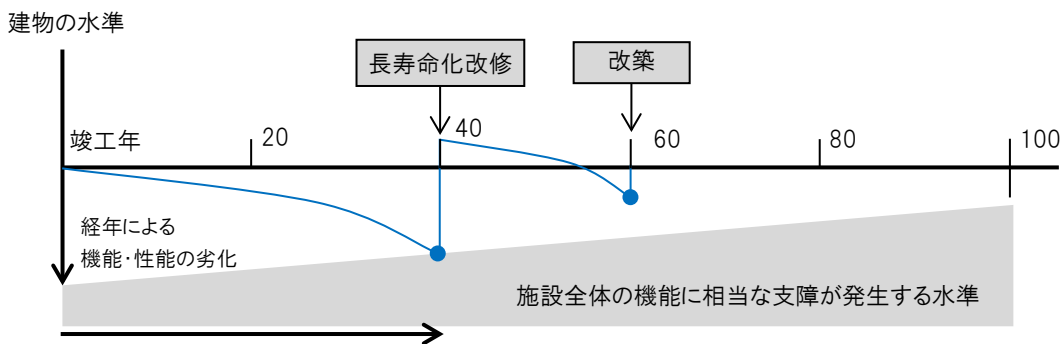 建物の水準
長寿命化改修
改築
竣工年
20
40
60
80
100
経年による
機能・性能の劣化
施設全体の機能に相当な支障が発生する水準